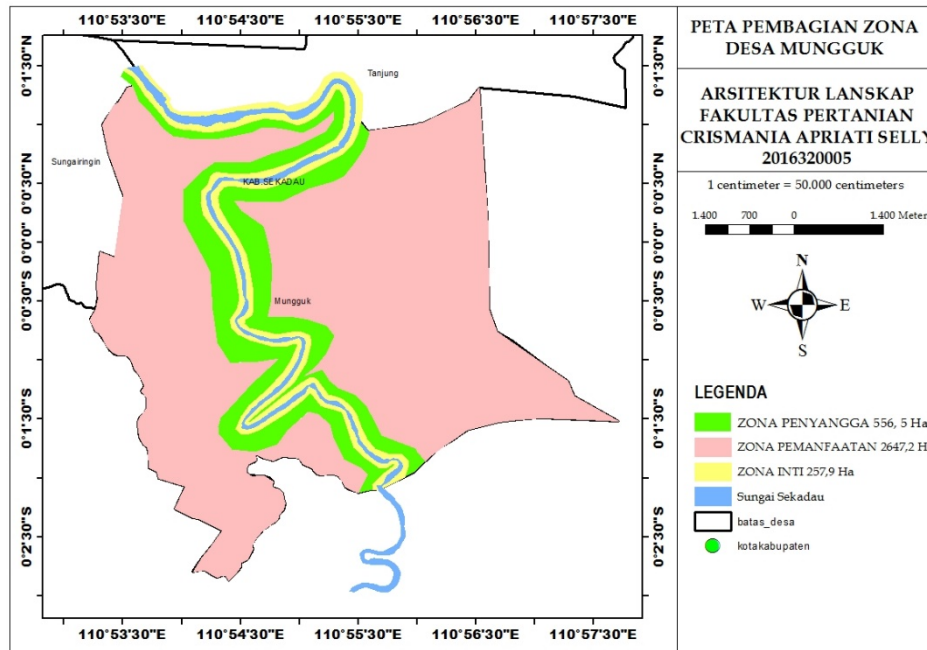 110°53'30"E 110°54'30"E 110°55'30"E 110°56'30"E 110°57'30"E
0°1'30"N
0°0'30"N
0°0'0"N
0°0'30"S
0°1'30"S
0°2'30"S
Tanjung
Sungairingin
KAB.SEKADAU
Mungguk
0°1'30"N
0°0'30"N
0°0'0"N
0°0'30"S
0°1'30"S
0°2'30"S
110°53'30"E 110°54'30"E 110°55'30"E 110°56'30"E 110°57'30"E
PETA PEMBAGIAN ZONA
DESA MUNGGUK
ARSITEKTUR LANSKAP
FAKULTAS PERTANIAN
CRISMANIA APRIATI SELLY
2016320005
1 centimeter = 50.000 centimeters
1.400 700 0 1.400 Meter
N
W E
S
LEGENDA
ZONA PENYANGGA 556, 5 Ha
ZONA PEMANFAATAN 2647,2 H
ZONA INTI 257,9 Ha
Sungai Sekadau
batas_desa
kotakabupaten